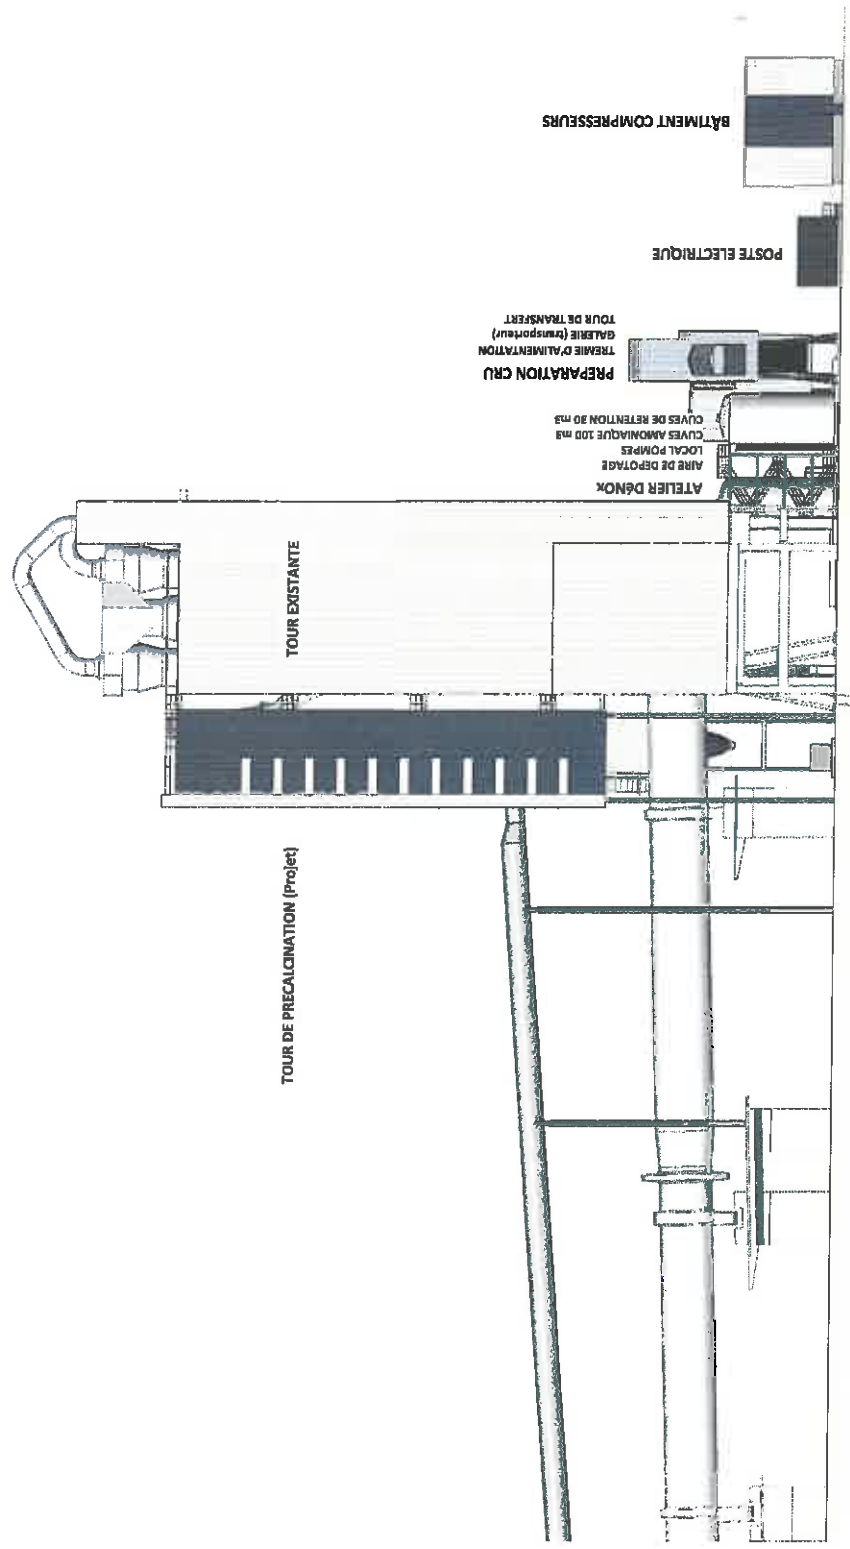 BÂTIMENT COMPRESSEURS
POSTE ELECTRIQUE
PREPARATION CRU
TREMIE D'ALIMENTATION
GALERIE (transporteur)
TOUR DE TRANSFERT
ATELIER DéNOx
AIRE DE DEPOTAGE
LOCAL POMPES
CUVES AMONIAQUE 100 m3
CUVES DE RETENTION 30 m3
TOUR EXISTANTE
TOUR DE PRECALCINATION (Projet)